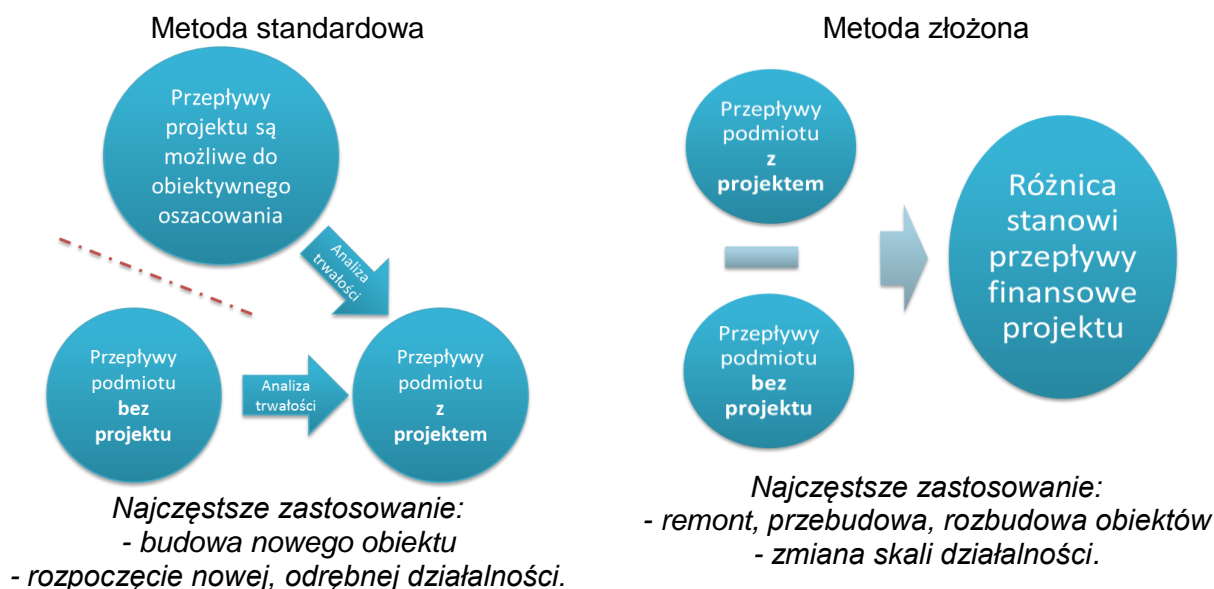 Metoda standardowa
Przepływy
projektu są
możliwe do
obiektywnego
oszacowania
Analiza
trwałości
Przepływy
podmiotu
bez
projektu
Analiza
trwałości
Przepływy
podmiotu
z
projektem
Najczęstsze zastosowanie:
- budowa nowego obiektu
- rozpoczęcie nowej, odrębnej działalności.
Metoda złożona
Przepływy
podmiotu
z
projektem
Przepływy
podmiotu
bez
projektu
Różnica
stanowi
przepływy
finansowe
projektu
Najczęstsze zastosowanie:
- remont, przebudowa, rozbudowa obiektów
- zmiana skali działalności.